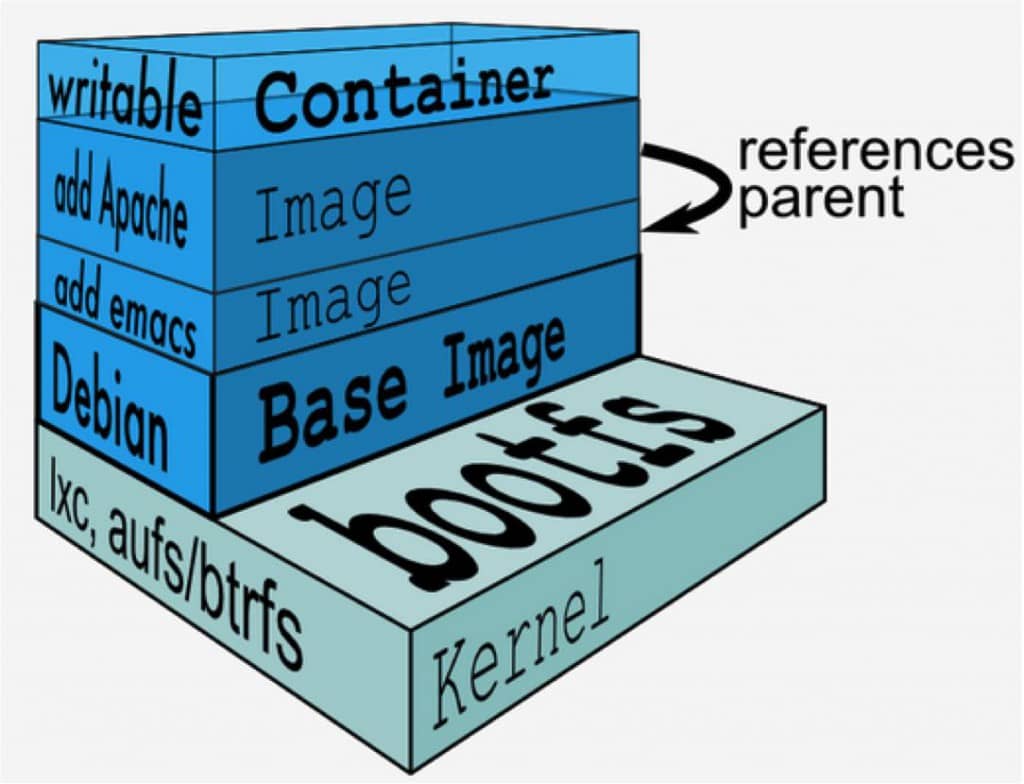 writable Container
references
parent
add Apache Image
add emacs Image
Debian Base Image
bootfs
lxc, aufs/btrfs
Kernel